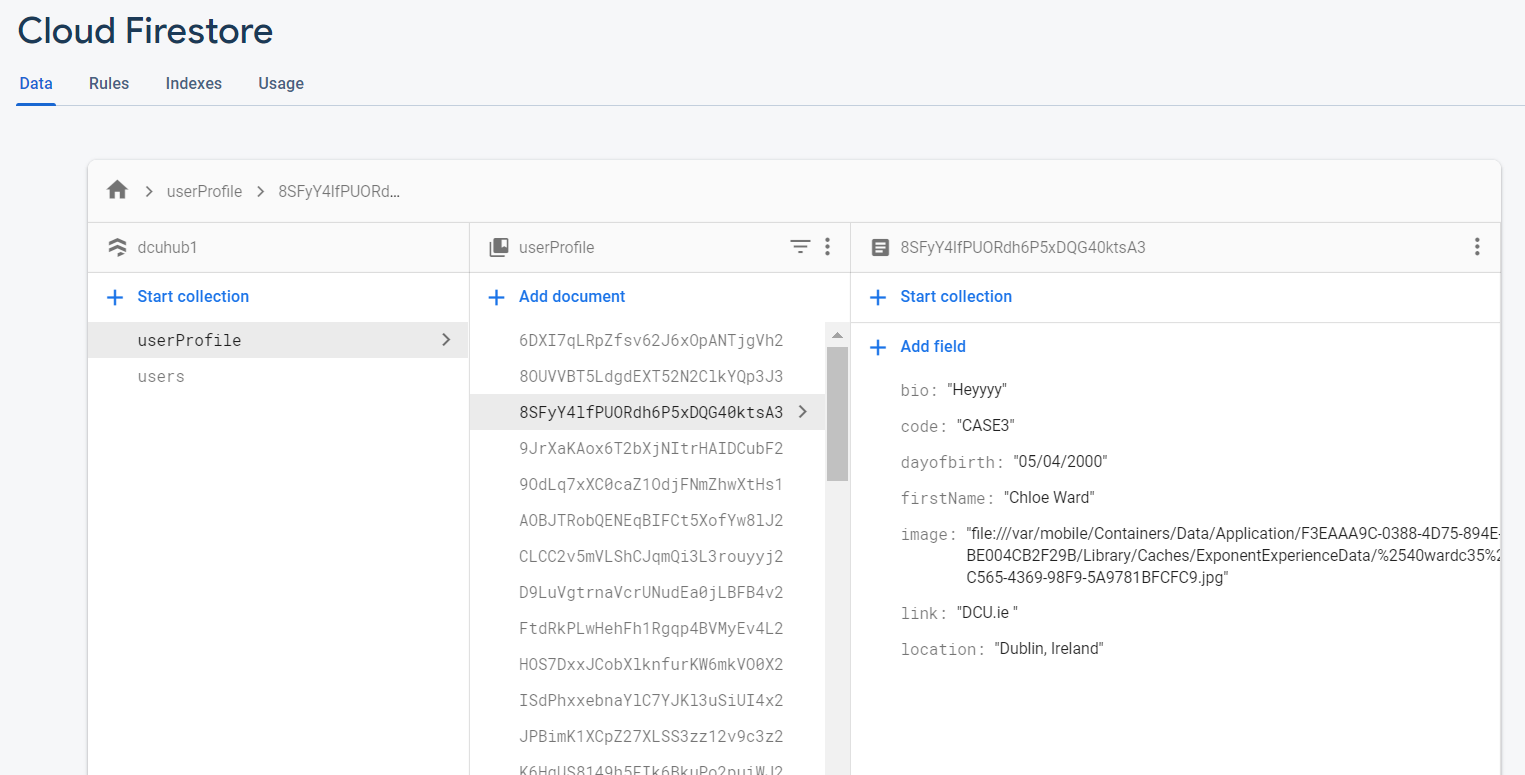 Cloud Firestore
Data Rules Indexes Usage
userProfile 8SFyY4lfPUORd...
dcuhub1 userProfile 8SFyY4lfPUORdh6P5xDQG40ktsA3
Start collection Add document Start collection
userProfile
users
6DXI7qLRpZfsv62J6xOpANTjgVh2
8OUVVBT5LdgdEXT52N2ClkYQp3J3
8SFyY4lfPUORdh6P5xDQG40ktsA3
9JrXaKAox6T2bXjNItrHAIDCubF2
9OdLq7xXC0caZ1OdjFNmZhwXtHs1
AOBJTRobQENEqBIFCt5XofYw8lJ2
CLCC2v5mVLShCJqmQi3L3rouyyj2
D9LuVgtrnaVcrUNudEa0jLBFB4v2
FtdRkPLwHehFh1Rgqp4BVMyEv4L2
HOS7DxxJCobXlknfurKW6mkVO0X2
ISdPhxxebnaYlC7YJKl3uSiUI4x2
JPBimK1XCpZ27XLSS3zz12v9c3z2
Add field
bio: "Heyyyy"
code: "CASE3"
dayofbirth: "05/04/2000"
firstName: "Chloe Ward"
image: "file:///var/mobile/Containers/Data/Application/F3EAAA9C-0388-4D75-894E-
BE004CB2F29B/Library/Caches/ExponentExperienceData/%2540wardc35%2
C565-4369-98F9-5A9781BFCFC9.jpg"
link: "DCU.ie "
location: "Dublin, Ireland"